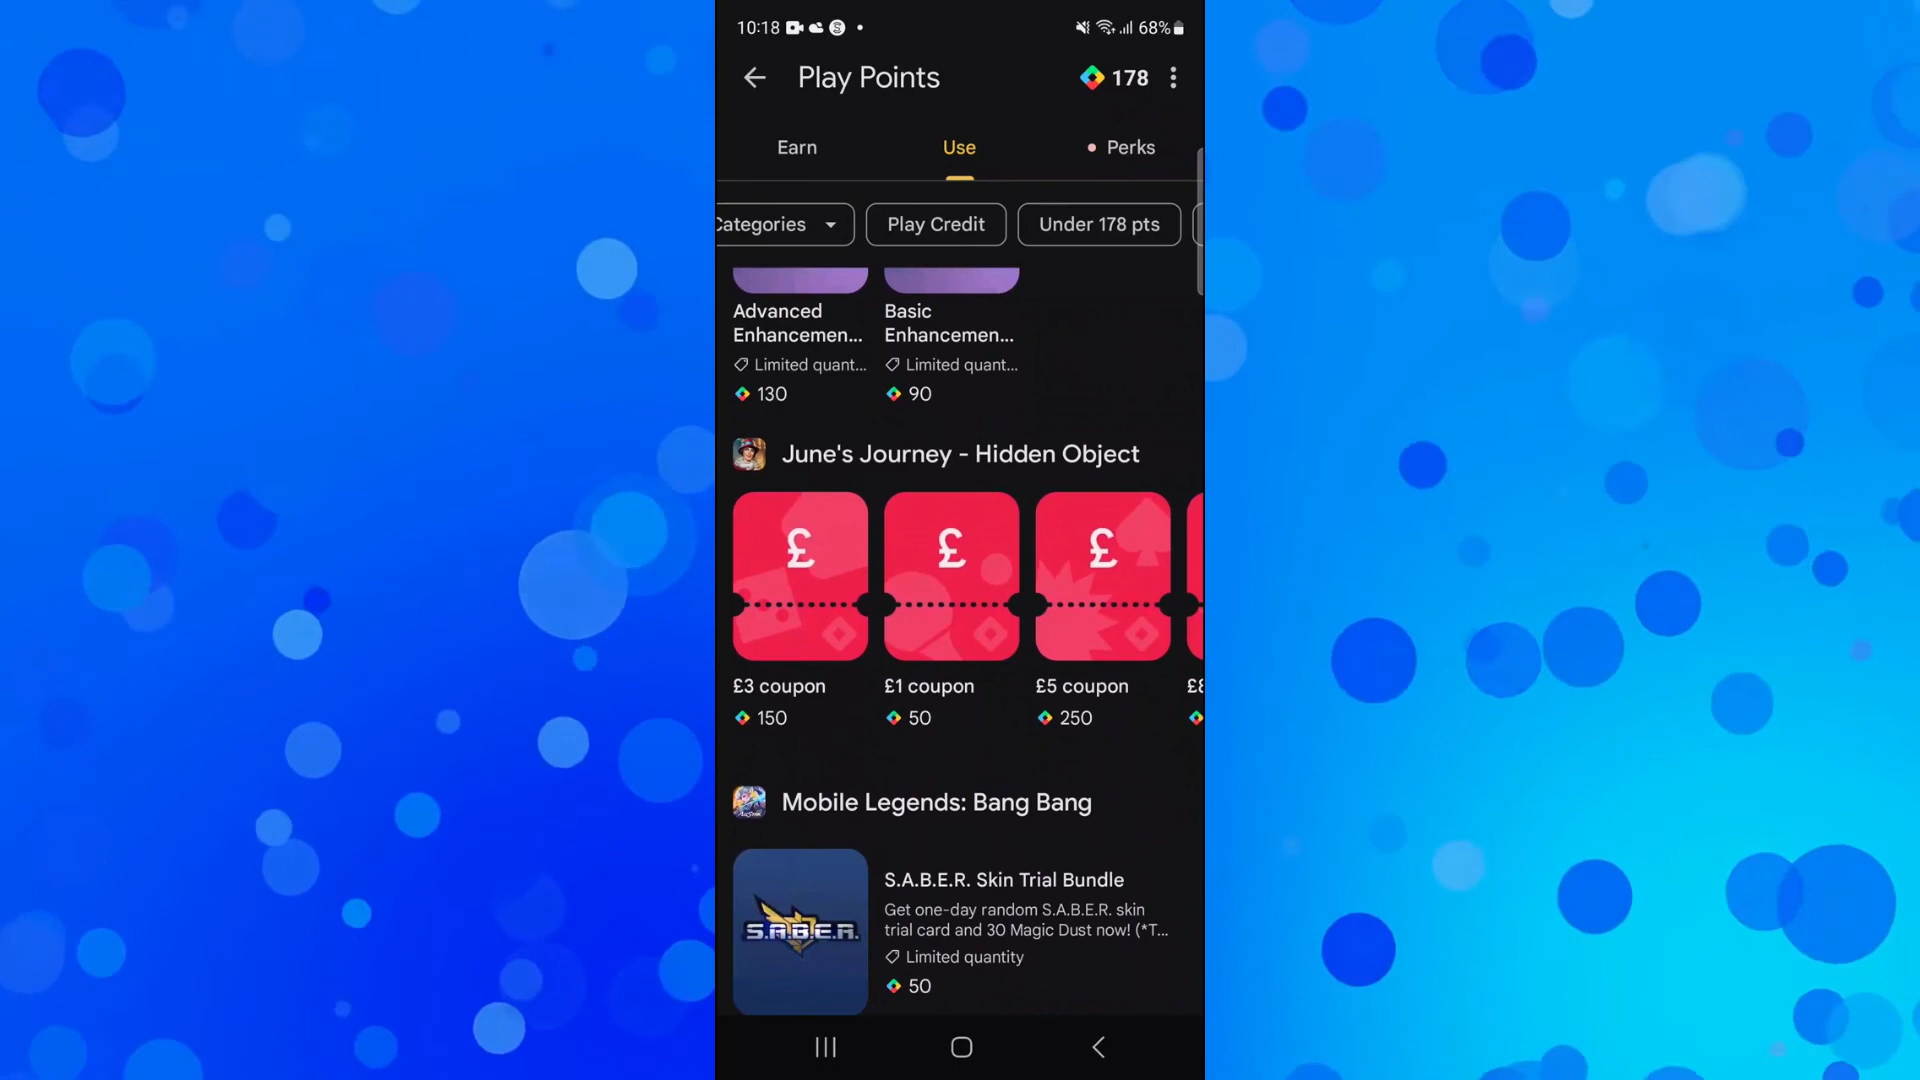 10:18 S 68%
Play Points 178
Earn Use Perks
Categories Play Credit Under 178 pts
Advanced Enhancemen...
Limited quant...
130
Basic Enhancemen...
Limited quant...
90
June's Journey - Hidden Object
£ £ £
£3 coupon £1 coupon £5 coupon £8
150 50 250
Mobile Legends: Bang Bang
S.A.B.E.R.
S.A.B.E.R. Skin Trial Bundle
Get one-day random S.A.B.E.R. skin
trial card and 30 Magic Dust now! (*T...
Limited quantity
50